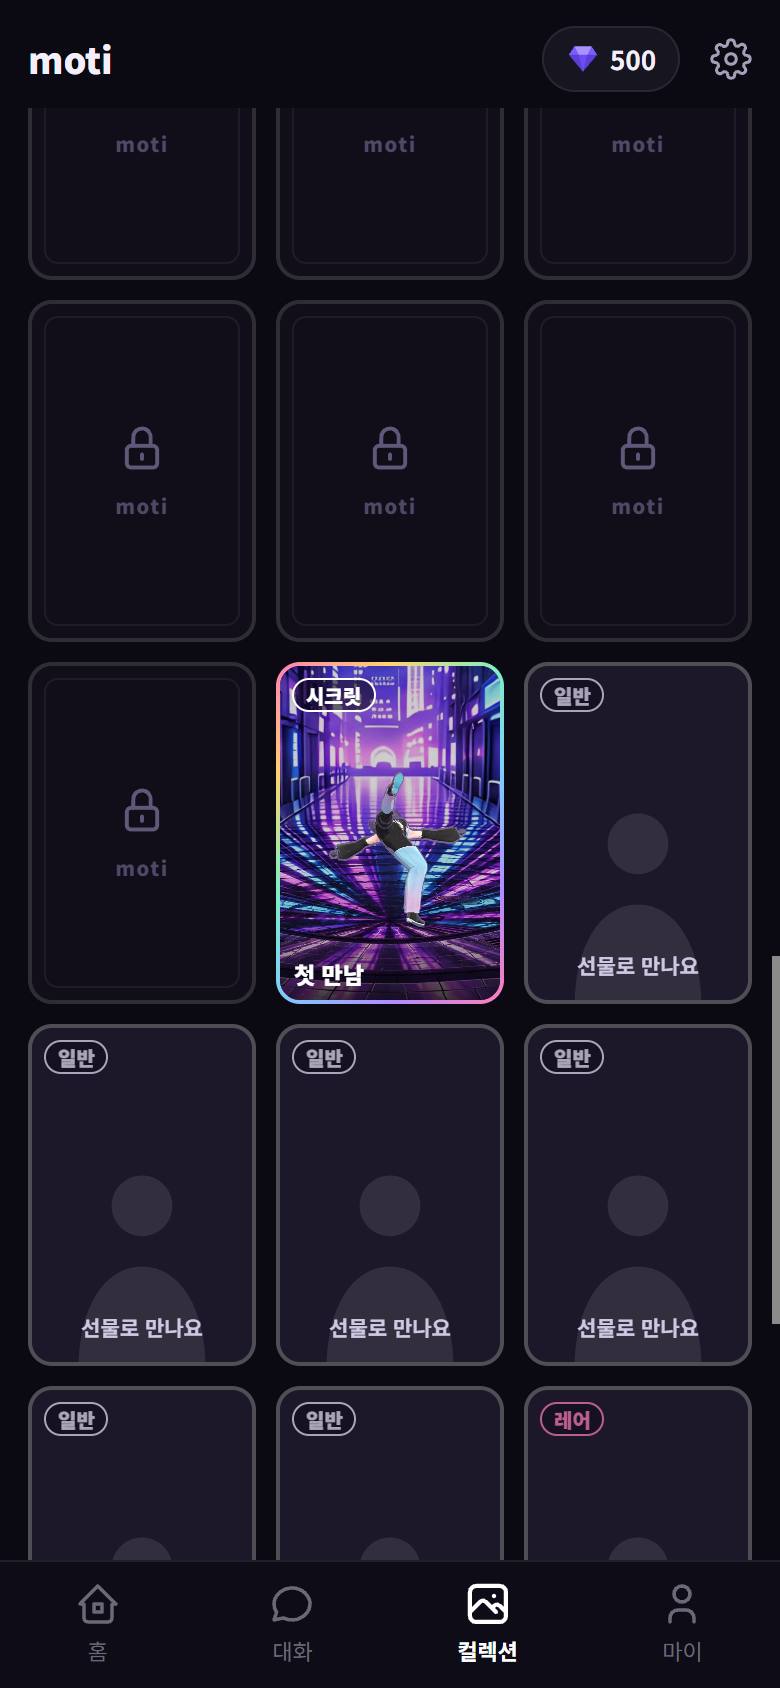 moti
500
moti
moti
moti
moti
moti
moti
moti
시크릿
첫 만남
일반
선물로 만나요
일반
선물로 만나요
일반
선물로 만나요
일반
선물로 만나요
일반
일반
레어
홈
대화
컬렉션
마이